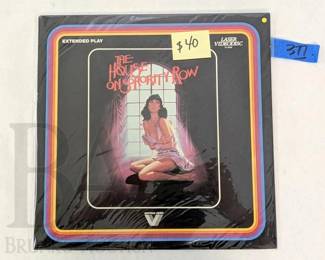 EXTENDED PLAY
$40
LASER
VIDEODISC
377
THE
HOUSE
ON SORORITY ROW
V